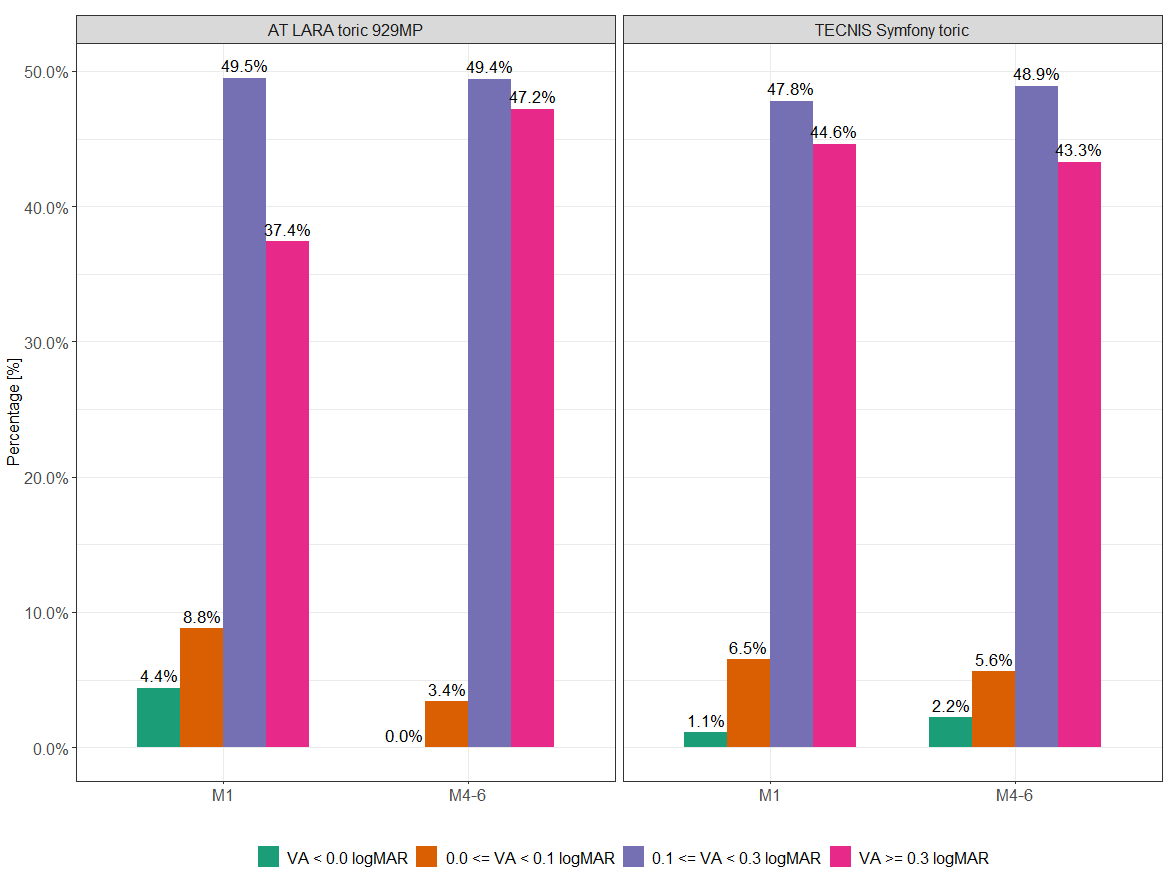 AT LARA toric 929MP
TECNIS Symfony toric
Percentage [%]
50.0%
40.0%
30.0%
20.0%
10.0%
0.0%
4.4%
8.8%
49.5%
37.4%
0.0%
3.4%
49.4%
47.2%
1.1%
6.5%
47.8%
44.6%
2.2%
5.6%
48.9%
43.3%
M1
M4-6
M1
M4-6
VA < 0.0 logMAR
0.0 <= VA < 0.1 logMAR
0.1 <= VA < 0.3 logMAR
VA >= 0.3 logMAR